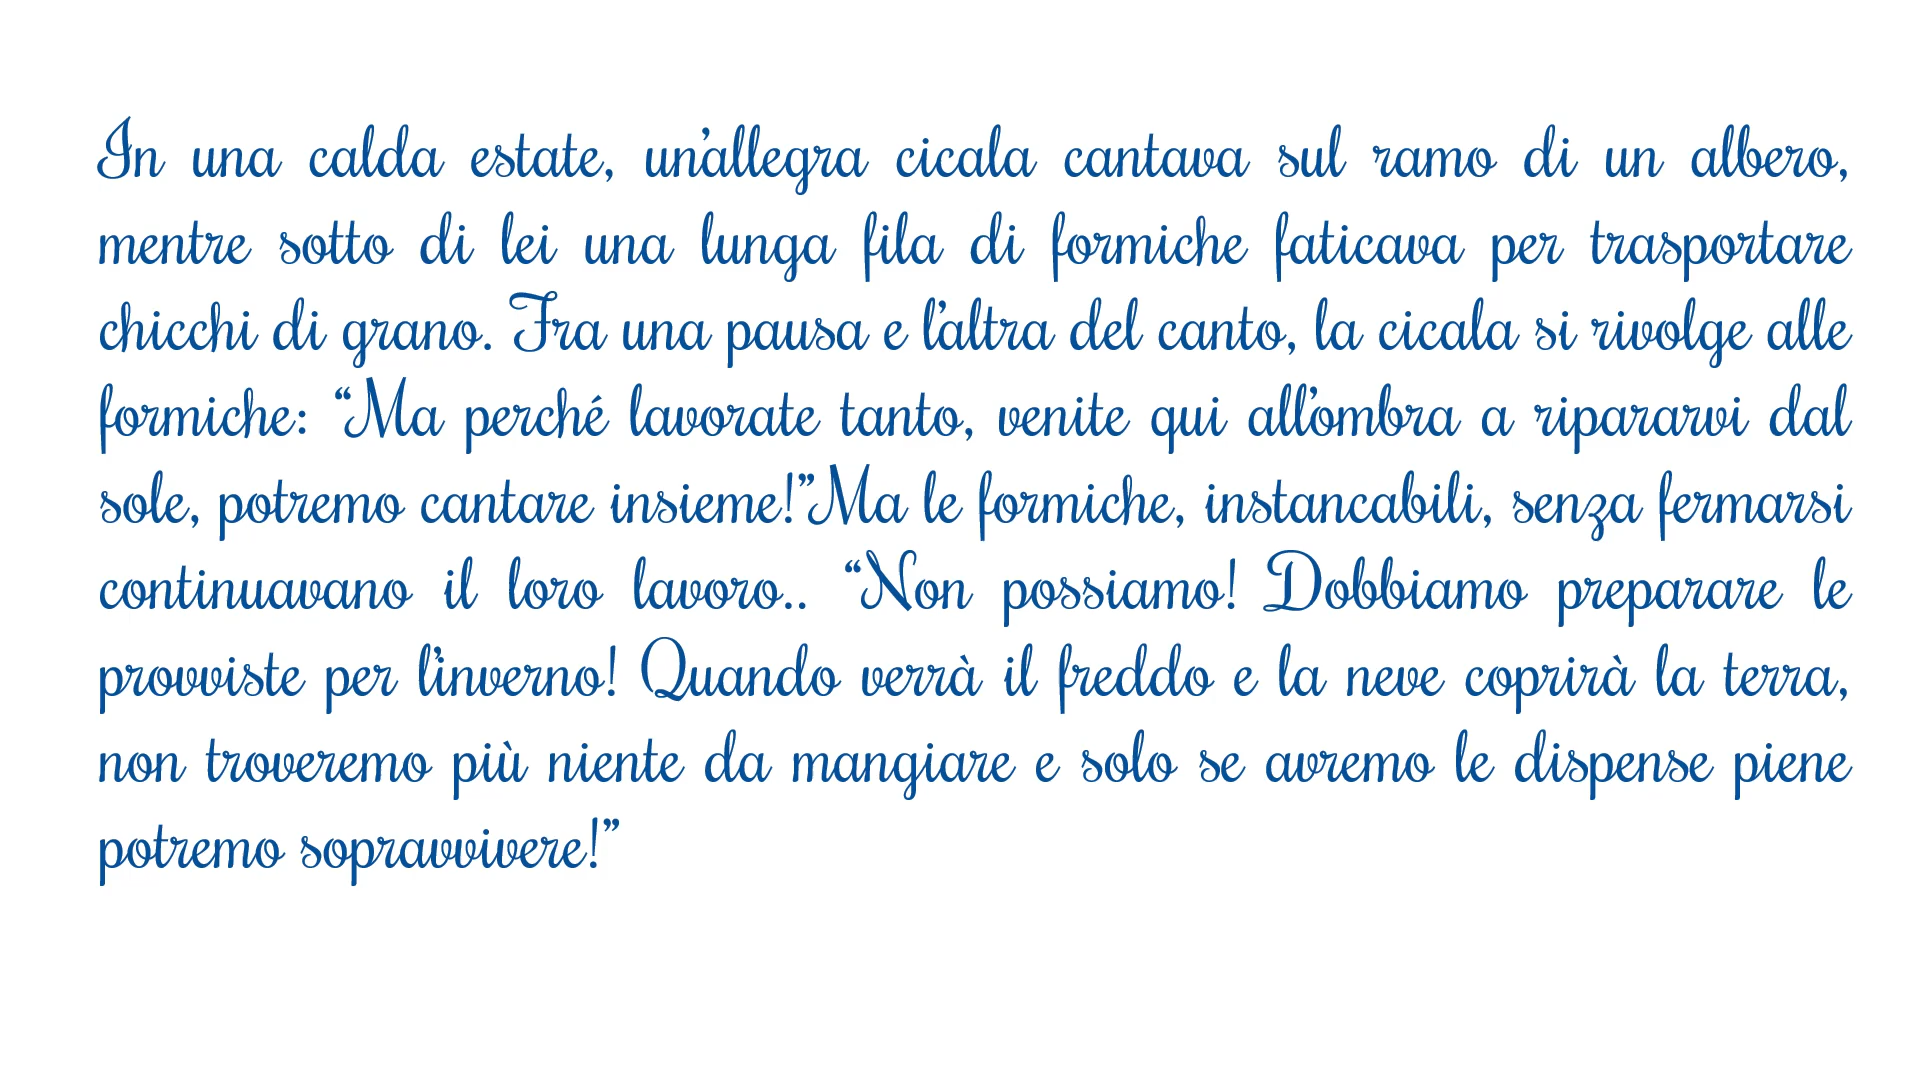 In una calda estate, un'allegra cicala cantava sul ramo di un albero,
mentre sotto di lei una lunga fila di formiche faticava per trasportare
chicchi di grano. Fra una pausa e l'altra del canto, la cicala si rivolge alle
formiche: “Ma perché lavorate tanto, venite qui all'ombra a ripararvi dal
sole, potremo cantare insieme!”Ma le formiche, instancabili, senza fermarsi
continuavano il loro lavoro.. “Non possiamo! Dobbiamo preparare le
provviste per l'inverno! Quando verrà il freddo e la neve coprirà la terra,
non troveremo più niente da mangiare e solo se avremo le dispense piene
potremo sopravvivere!”